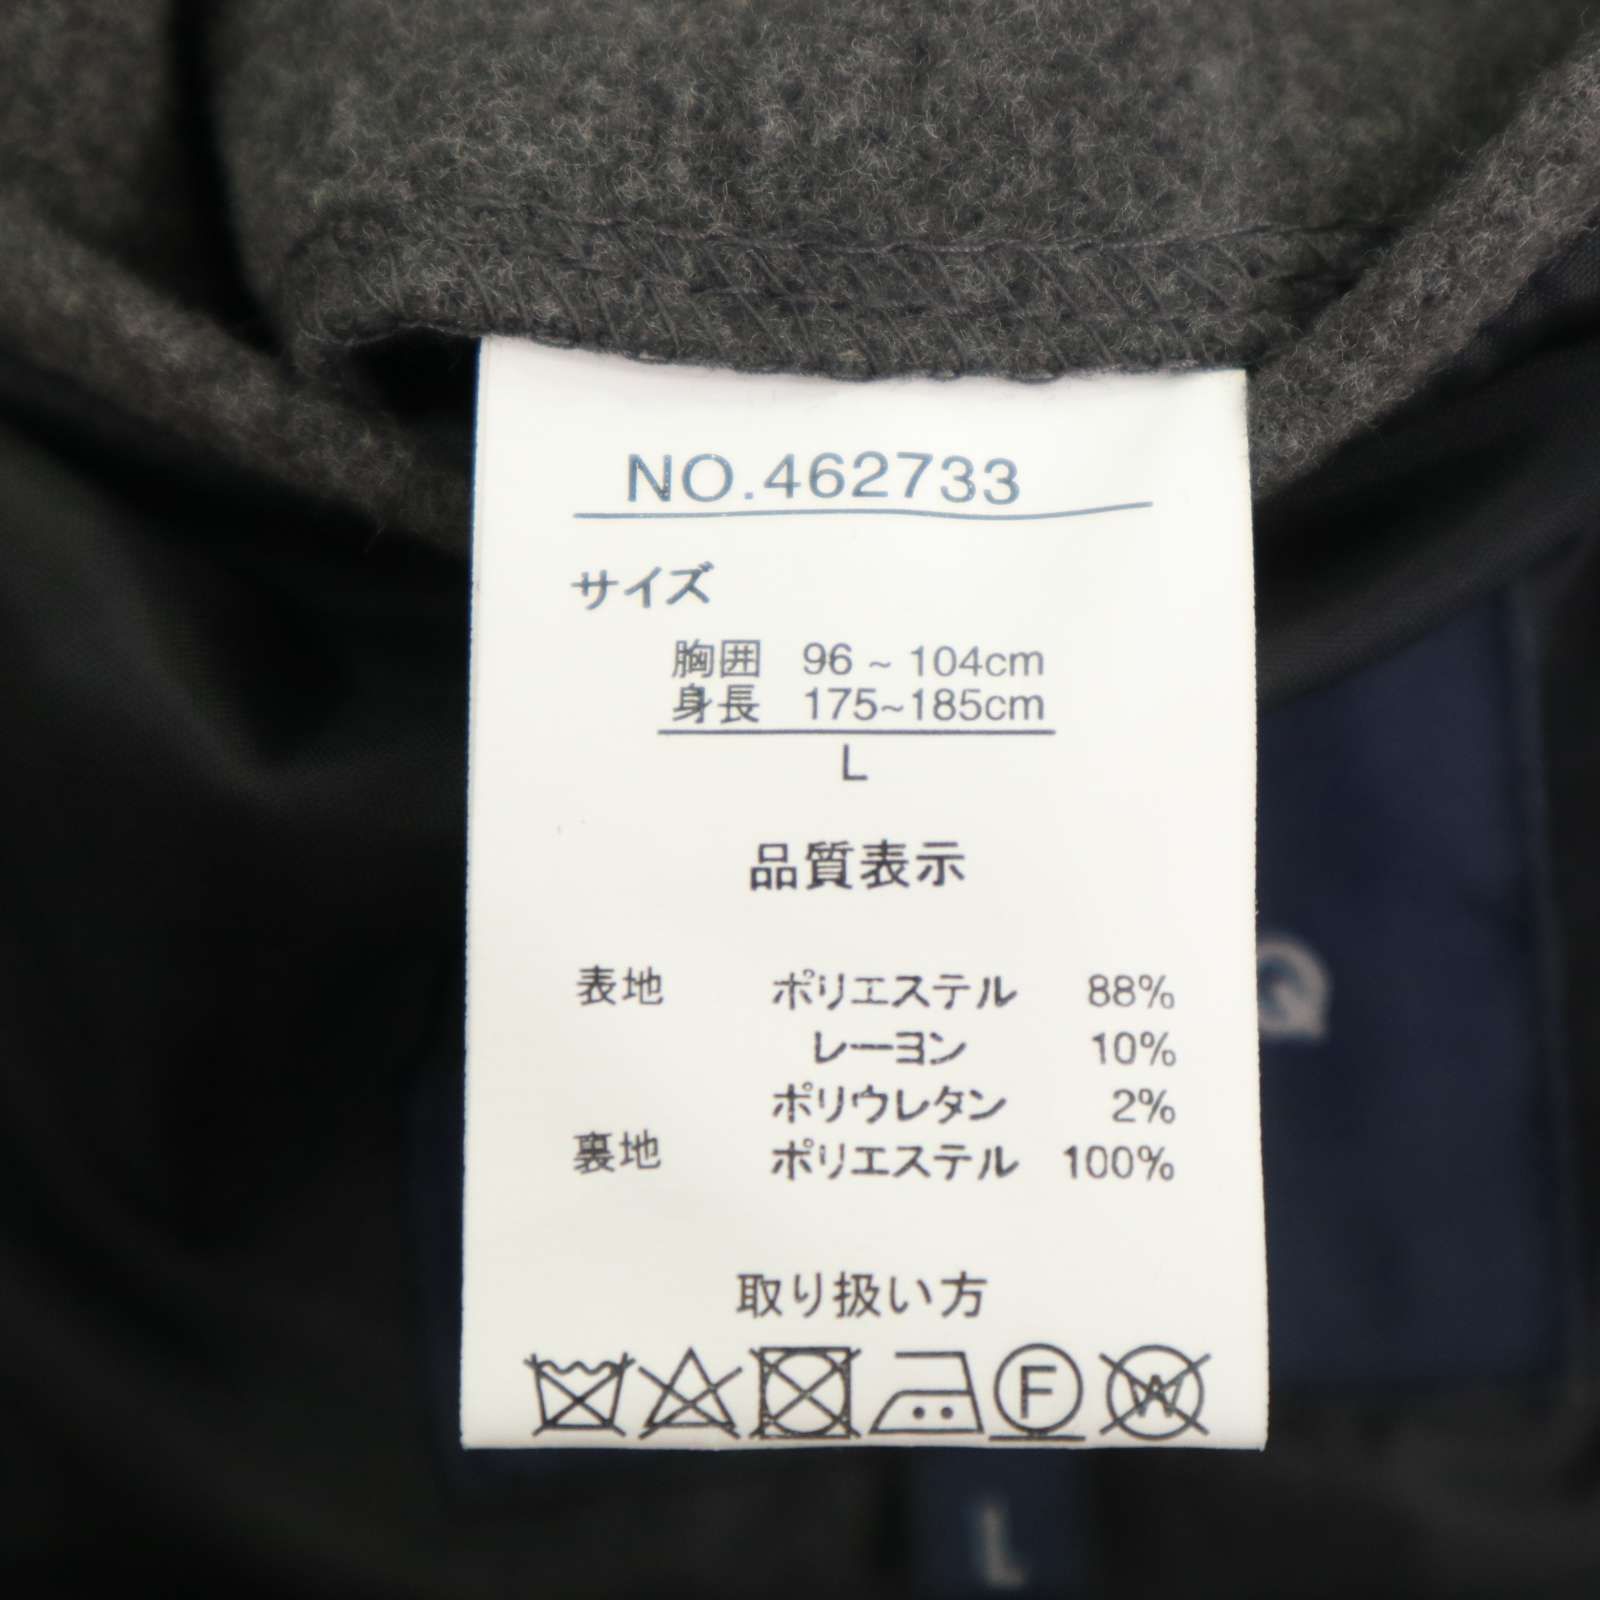 NO.462733
サイズ
胸囲 96 ~ 104cm
身長 175~185cm
L
品質表示
表地 ポリエステル 88%
レーヨン 10%
ポリウレタン 2%
裏地 ポリエステル 100%
取り扱い方
F W
Q
L